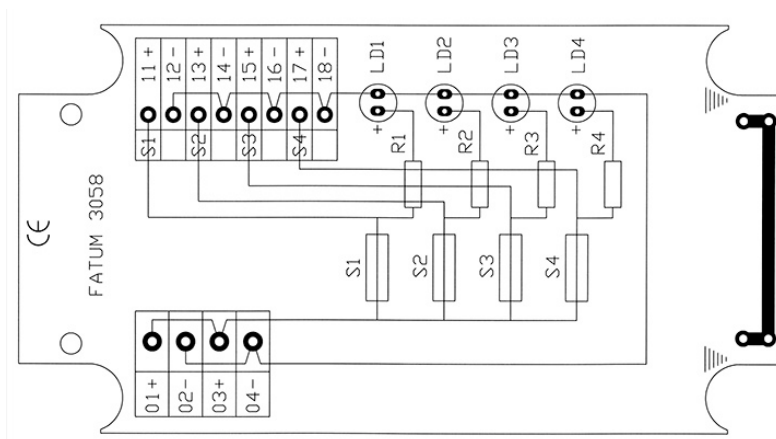 11+ 12- 13+ 14- 15+ 16- 17+ 18-
LD1 LD2 LD3 LD4
S1 S2 S3 S4
R1 R2 R3 R4
CE
FATUM 3058
S1 S2 S3 S4
01+ 02- 03+ 04-